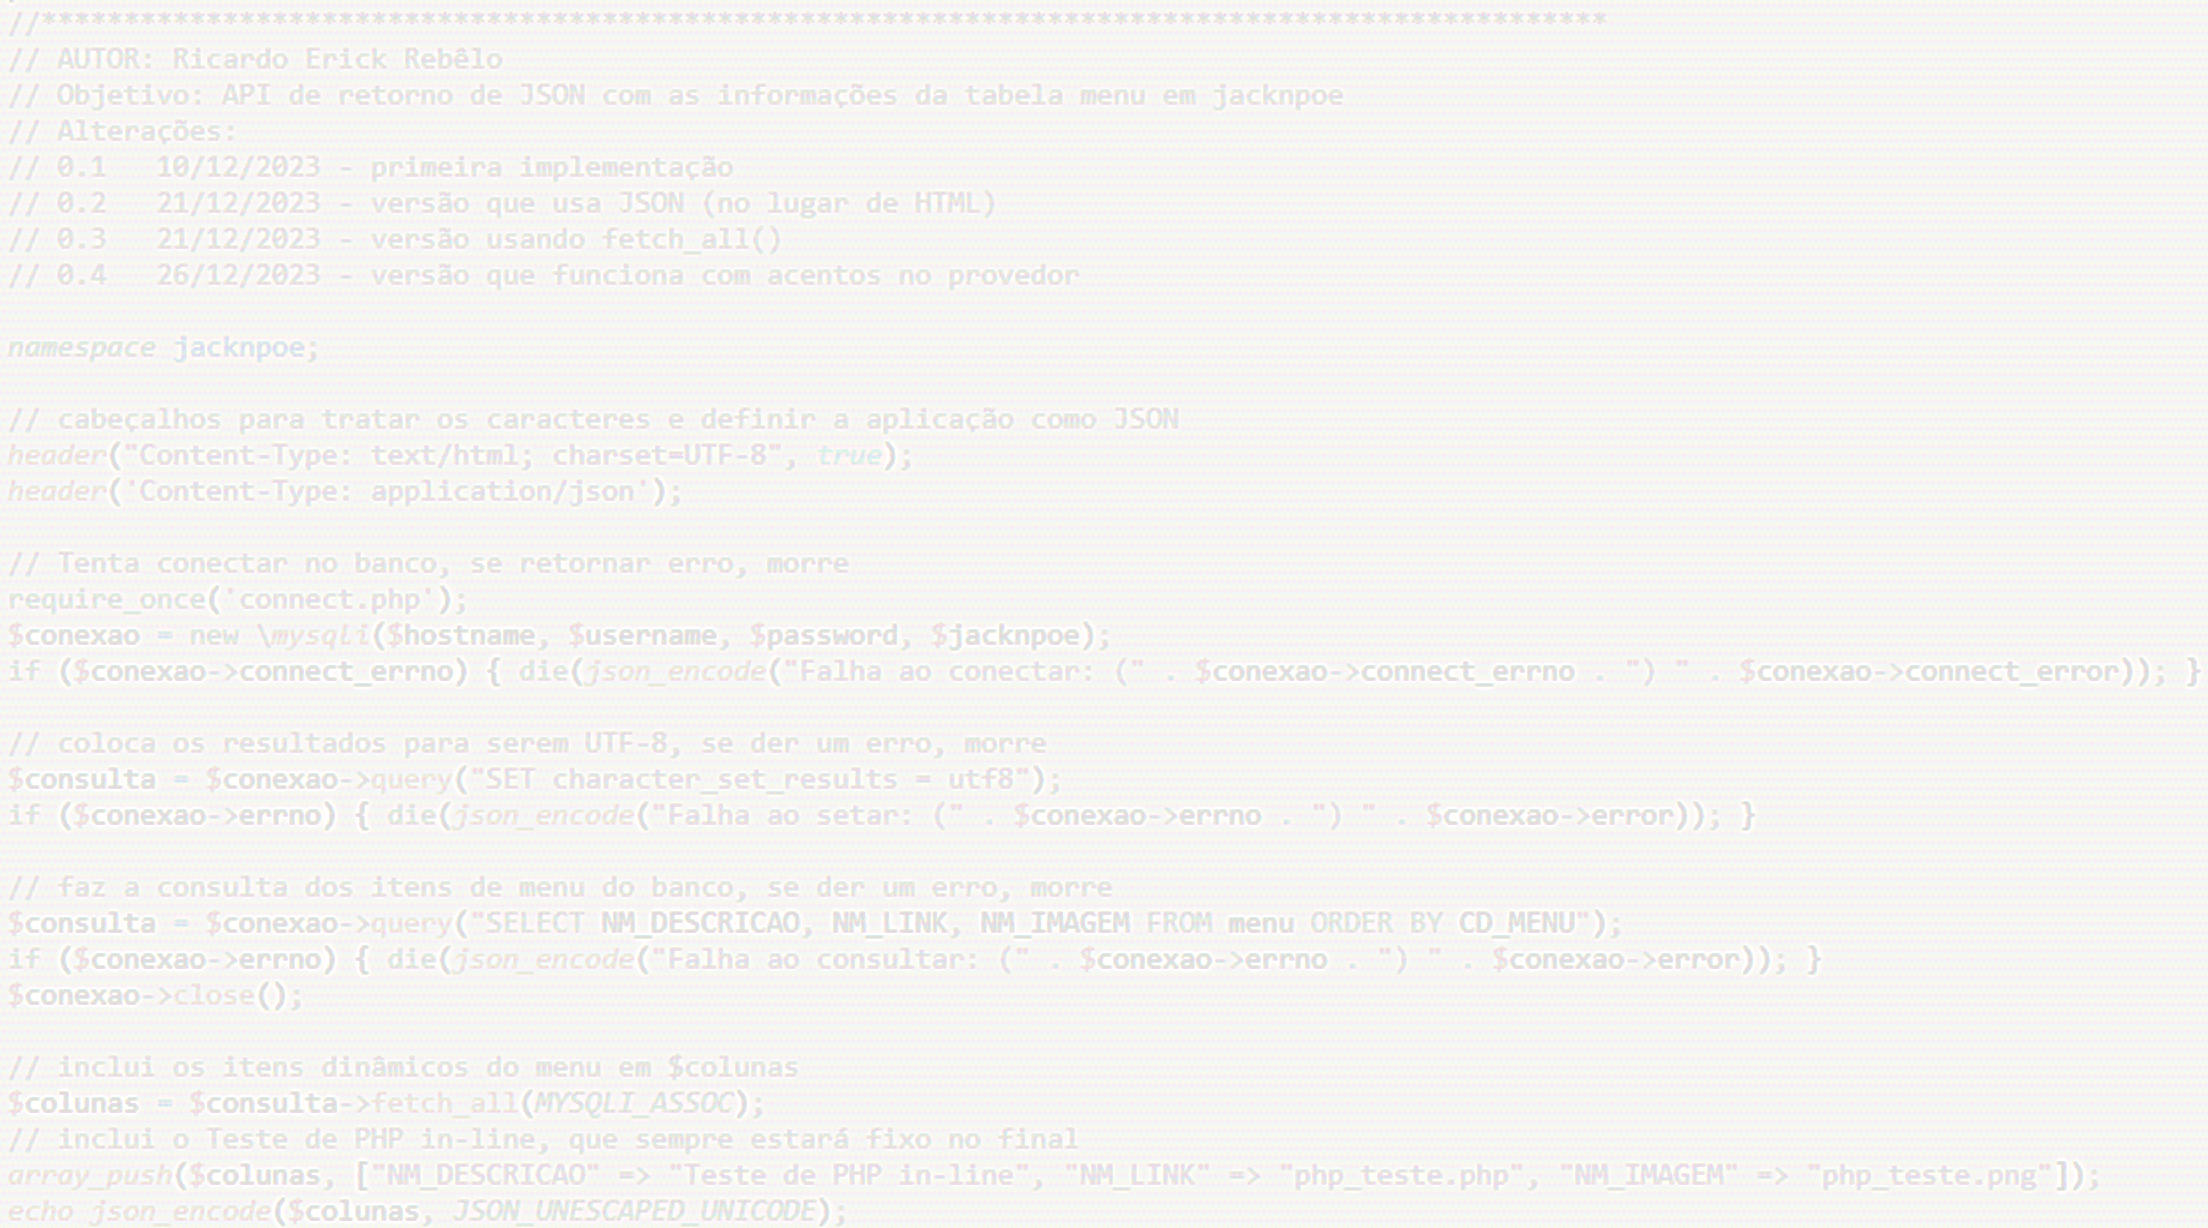 //***********************************************************************************************
// AUTOR: Ricardo Erick Rebêlo
// Objetivo: API de retorno de JSON com as informações da tabela menu em jacknpoe
// Alterações:
// 0.1   10/12/2023 - primeira implementação
// 0.2   21/12/2023 - versão que usa JSON (no lugar de HTML)
// 0.3   21/12/2023 - versão usando fetch_all()
// 0.4   26/12/2023 - versão que funciona com acentos no provedor
namespace jacknpoe;
// cabeçalhos para tratar os caracteres e definir a aplicação como JSON
header("Content-Type: text/html; charset=UTF-8", true);
header('Content-Type: application/json');
// Tenta conectar no banco, se retornar erro, morre
require_once('connect.php');
$conexao = new \mysqli($hostname, $username, $password, $jacknpoe);
if ($conexao->connect_errno) { die(json_encode("Falha ao conectar: (" . $conexao->connect_errno . ") " . $conexao->connect_error)); }
// coloca os resultados para serem UTF-8, se der um erro, morre
$consulta = $conexao->query("SET character_set_results = utf8");
if ($conexao->errno) { die(json_encode("Falha ao setar: (" . $conexao->errno . ") " . $conexao->error)); }
// faz a consulta dos itens de menu do banco, se der um erro, morre
$consulta = $conexao->query("SELECT NM_DESCRICAO, NM_LINK, NM_IMAGEM FROM menu ORDER BY CD_MENU");
if ($conexao->errno) { die(json_encode("Falha ao consultar: (" . $conexao->errno . ") " . $conexao->error)); }
$conexao->close();
// inclui os itens dinâmicos do menu em $colunas
$colunas = $consulta->fetch_all(MYSQLI_ASSOC);
// inclui o Teste de PHP in-line, que sempre estará fixo no final
array_push($colunas, ["NM_DESCRICAO" => "Teste de PHP in-line", "NM_LINK" => "php_teste.php", "NM_IMAGEM" => "php_teste.png"]);
echo json_encode($colunas, JSON_UNESCAPED_UNICODE);